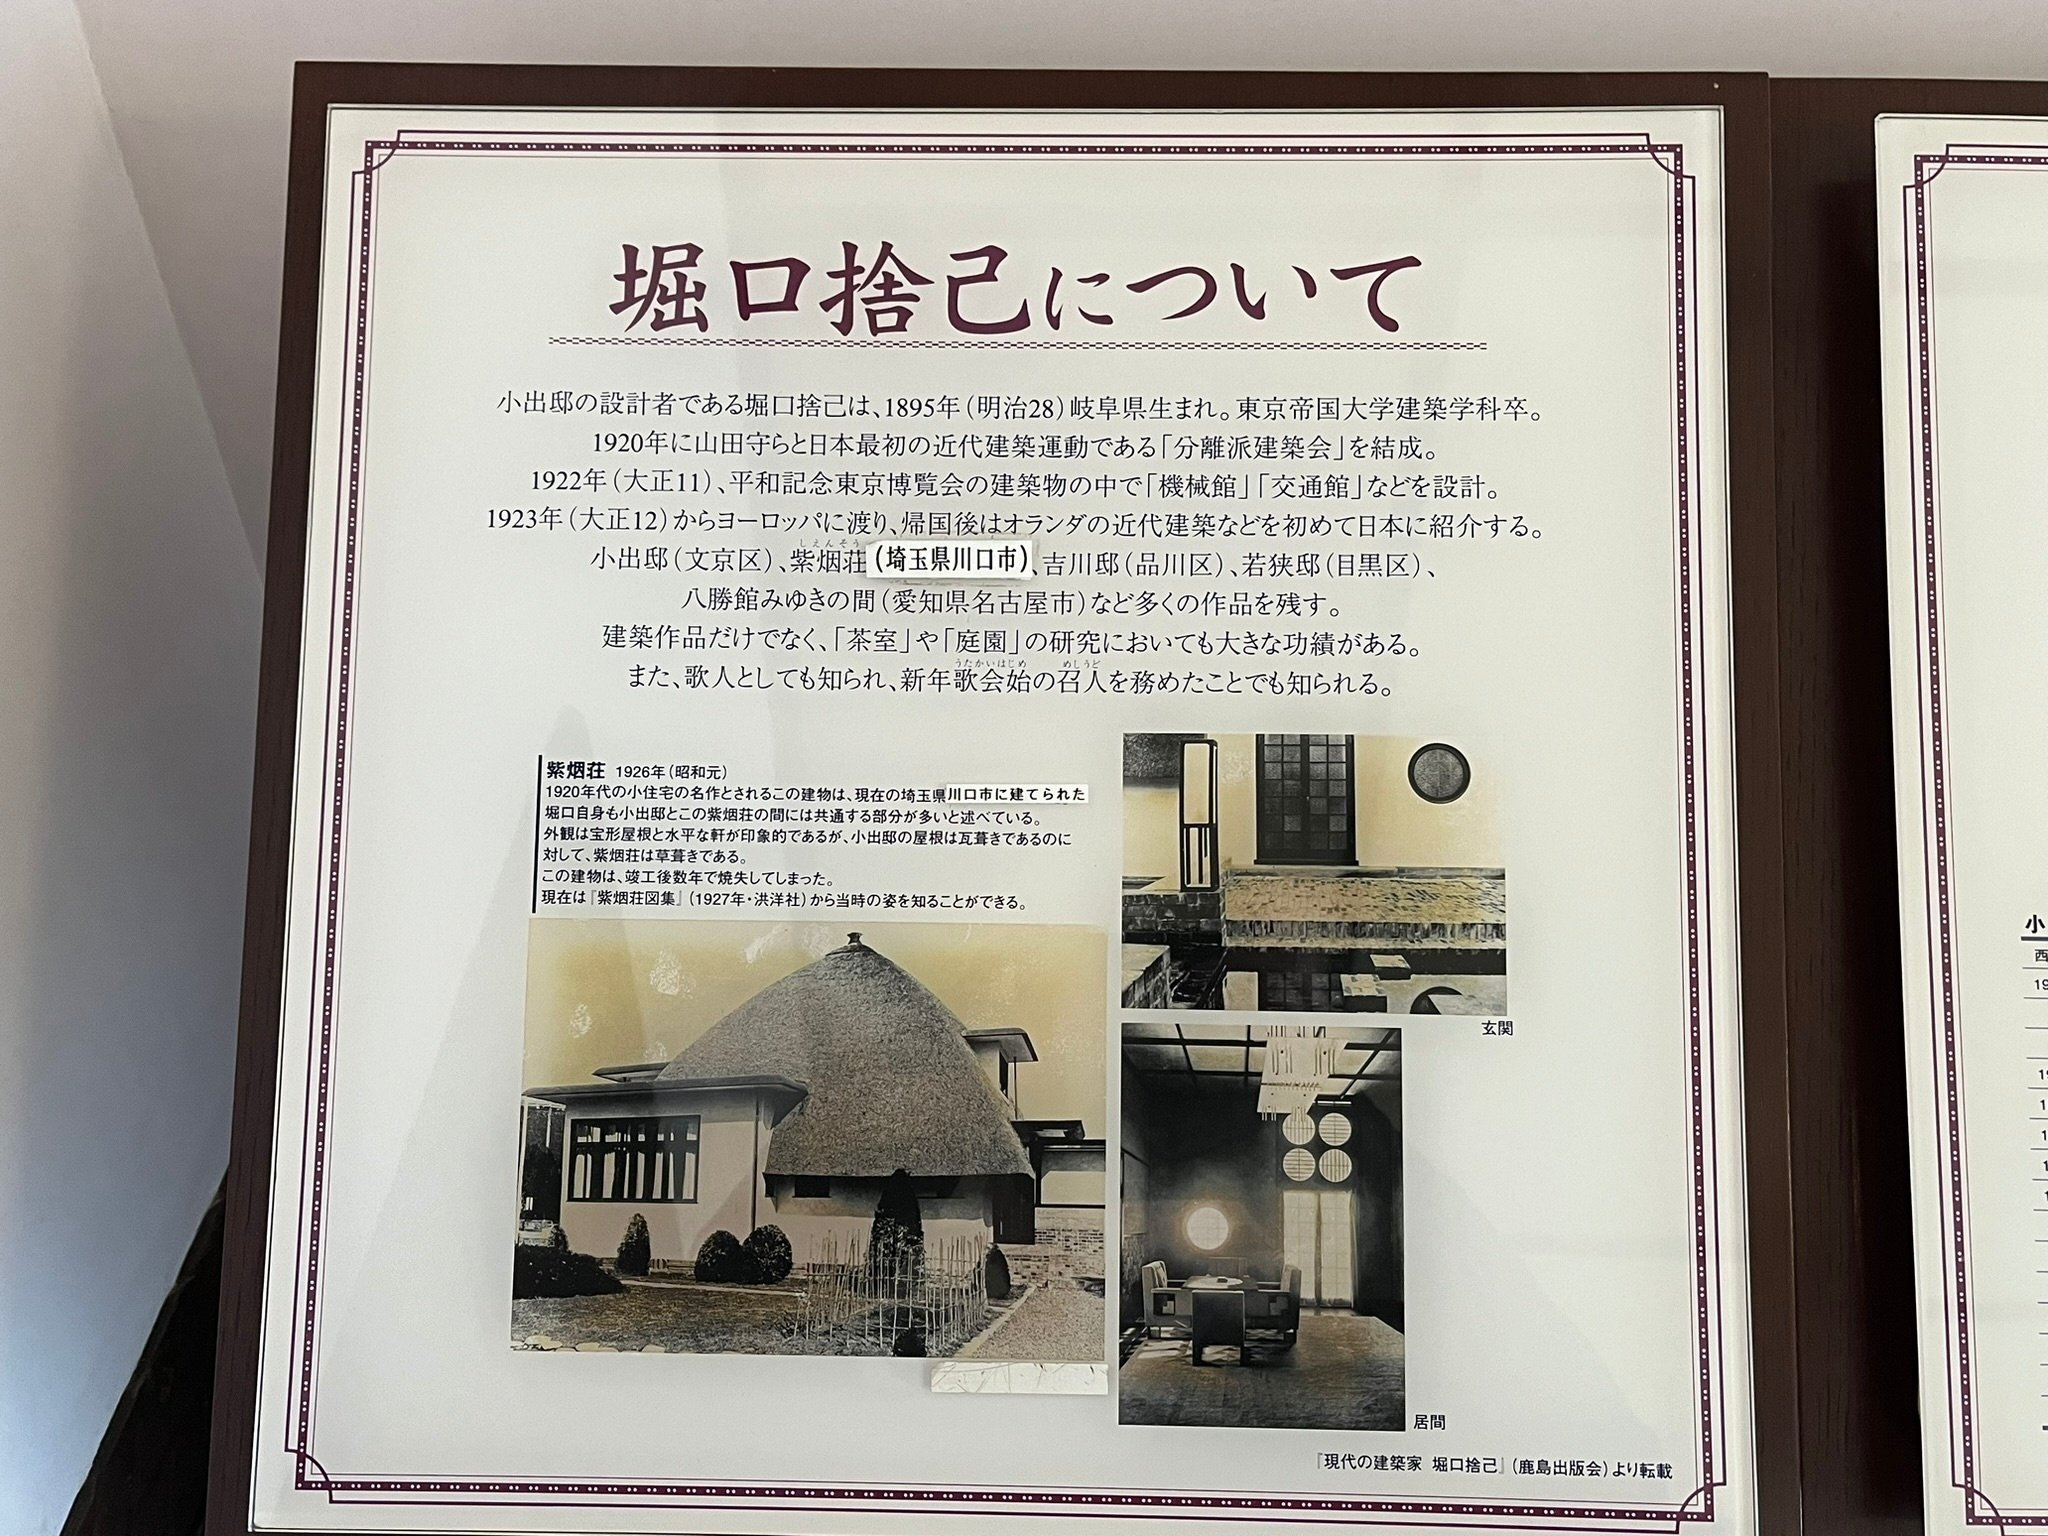 堀口捨己について
小出邸の設計者である堀口捨己は、1895年(明治28)岐阜県生まれ。東京帝国大学建築学科卒。
1920年に山田守らと日本最初の近代建築運動である「分離派建築会」を結成。
1922年(大正11)、平和記念東京博覧会の建築物の中で「機械館」「交通館」などを設計。
1923年(大正12)からヨーロッパに渡り、帰国後はオランダの近代建築などを初めて日本に紹介する。
しえんそう
小出邸(文京区)、紫烟荘(埼玉県川口市)、吉川邸(品川区)、若狭邸(目黒区)、
八勝館みゆきの間(愛知県名古屋市)など多くの作品を残す。
建築作品だけでなく、「茶室」や「庭園」の研究においても大きな功績がある。
うたかいはじめ めしうど
また、歌人としても知られ、新年歌会始の召人を務めたことでも知られる。
紫烟荘 1926年(昭和元)
1920年代の小住宅の名作とされるこの建物は、現在の埼玉県川口市に建てられた
堀口自身も小出邸とこの紫烟荘の間には共通する部分が多いと述べている。
外観は宝形屋根と水平な軒が印象的であるが、小出邸の屋根は瓦葺きであるのに
対して、紫烟荘は草葺きである。
この建物は、竣工後数年で焼失してしまった。
現在は『紫烟荘図集』(1927年・洪洋社)から当時の姿を知ることができる。
玄関
居間
『現代の建築家 堀口捨己』(鹿島出版会)より転載
小
西
19